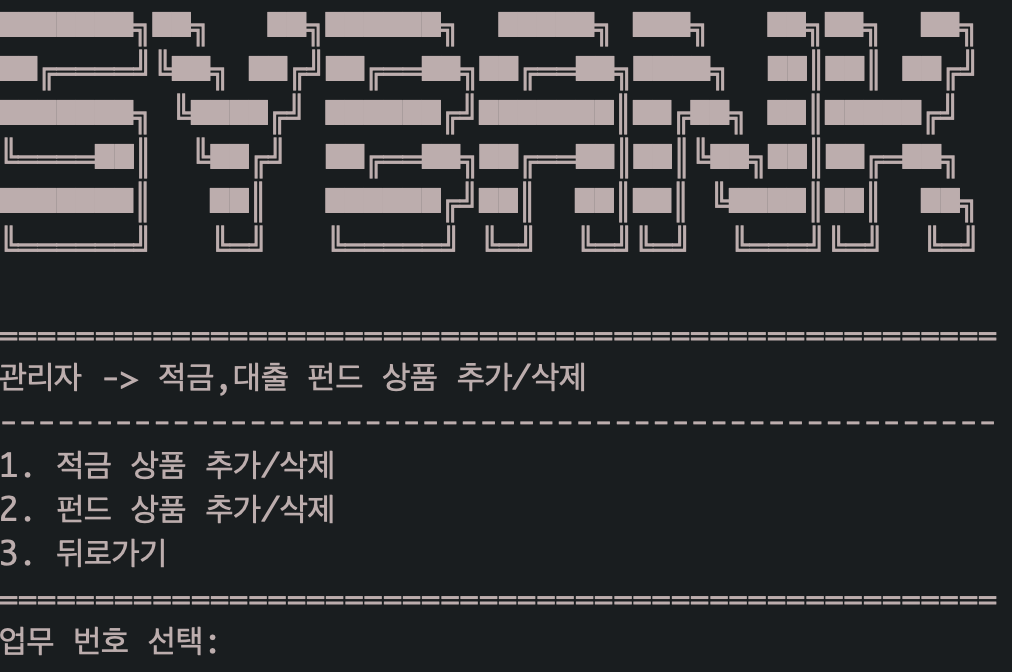 SYBANK
관리자 -> 적금,대출 펀드 상품 추가/삭제
1. 적금 상품 추가/삭제
2. 펀드 상품 추가/삭제
3. 뒤로가기
업무 번호 선택: